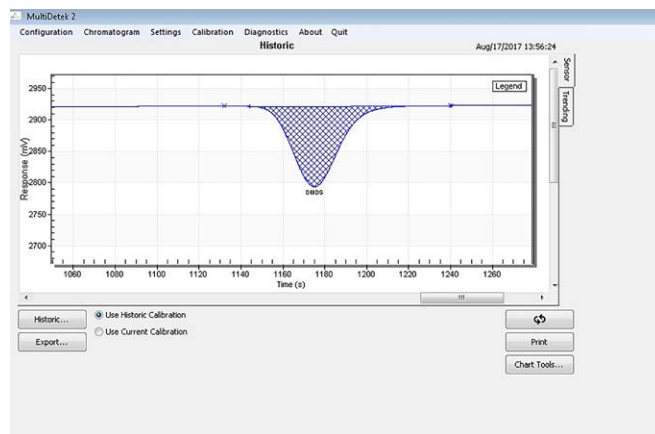 MultiDetek 2
Configuration Chromatogram Settings Calibration Diagnostics About Quit
Historic Aug/17/2017 13:56:24
Sensor
Trending
Legend
Response (mV)
2950
2900
2850
2800
2750
2700
DMDS
1060 1080 1100 1120 1140 1160 1180 1200 1220 1240 1260
Time (s)
Historic... Use Historic Calibration
Export... Use Current Calibration
Print
Chart Tools...